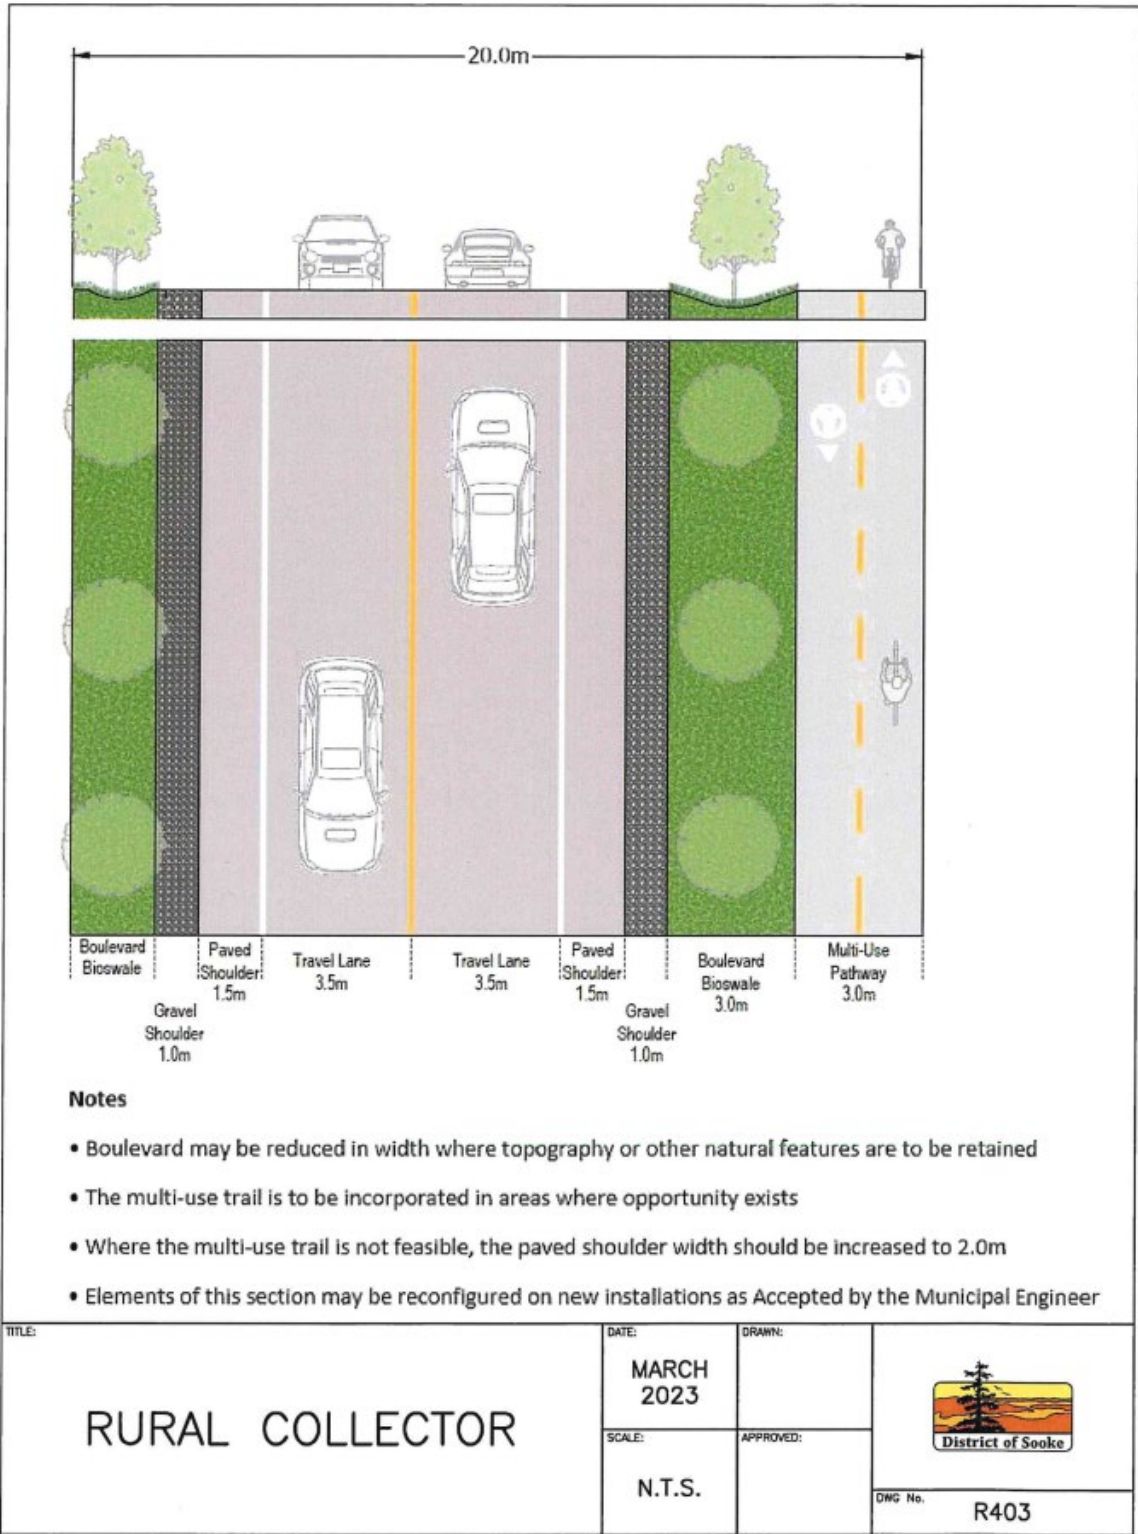 20.0m
Boulevard
Bioswale
Gravel
Shoulder
1.0m
Paved
Shoulder
1.5m
Travel Lane
3.5m
Travel Lane
3.5m
Paved
Shoulder
1.5m
Gravel
Shoulder
1.0m
Boulevard
Bioswale
3.0m
Multi-Use
Pathway
3.0m
Notes
• Boulevard may be reduced in width where topography or other natural features are to be retained
• The multi-use trail is to be incorporated in areas where opportunity exists
• Where the multi-use trail is not feasible, the paved shoulder width should be increased to 2.0m
• Elements of this section may be reconfigured on new installations as Accepted by the Municipal Engineer
TITLE:
RURAL COLLECTOR
DATE:
MARCH
2023
DRAWN:
SCALE:
N.T.S.
APPROVED:
District of Sooke
DWG No.
R403